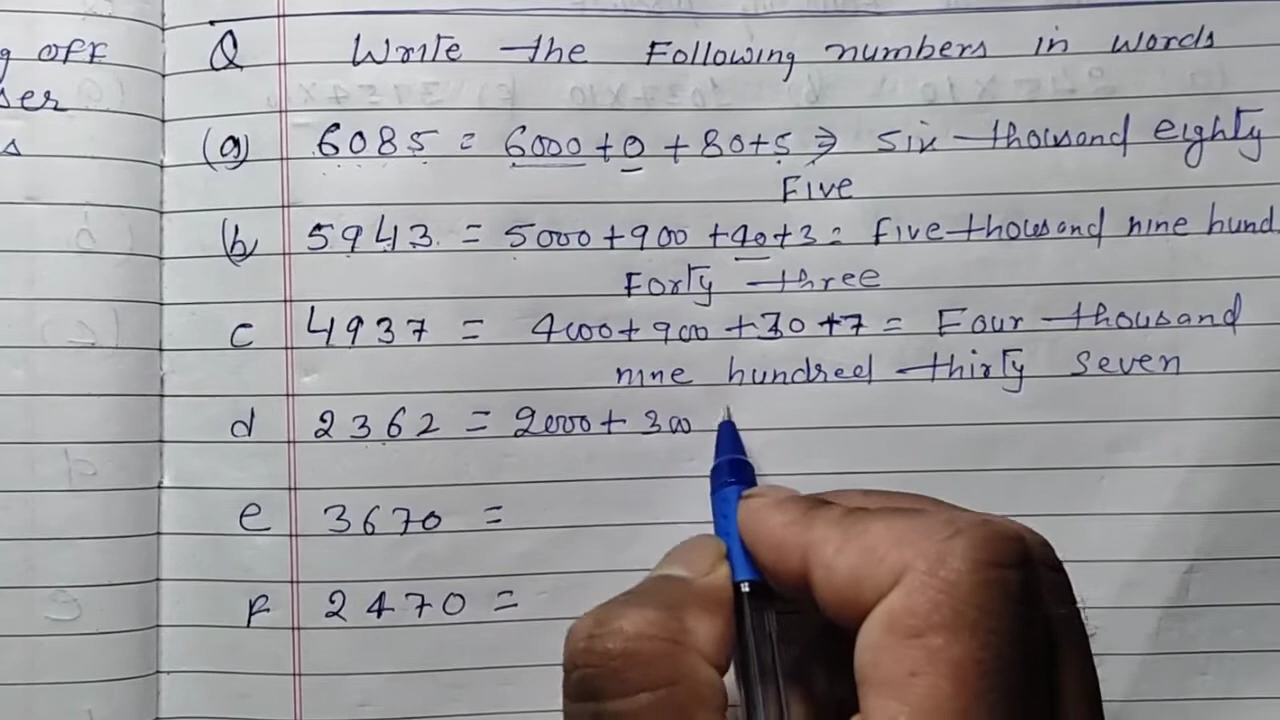 g off
ser
s
Q Write the Following numbers in words
(a) 6085 = 6000 + 0 + 80+5 ⇒ Six thousand eighty
Five
(b) 5943 = 5000+900 +40+3 = five thousand nine hund
Forty three
c 4937 = 4000+900 +30+7 = Four thousand
nine hundred thirty seven
d 2362 = 2000+ 300
e 3670 =
F 2470 =